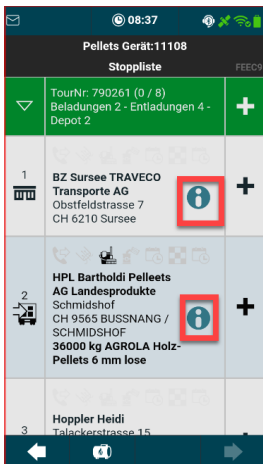 08:37
Pellets Gerät:11108
Stoppliste
FEEC9
TourNr: 790261 (0 / 8)
Beladungen 2 - Entladungen 4 -
Depot 2
1
BZ Sursee TRAVECO
Transporte AG
Obstfeldstrasse 7
CH 6210 Sursee
2
HPL Bartholdi Pelleets
AG Landesprodukte
Schmidshof
CH 9565 BUSSNANG /
SCHMIDSHOF
36000 kg AGROLA Holz-
Pellets 6 mm lose
3
Hoppler Heidi
Talackerstrasse 15